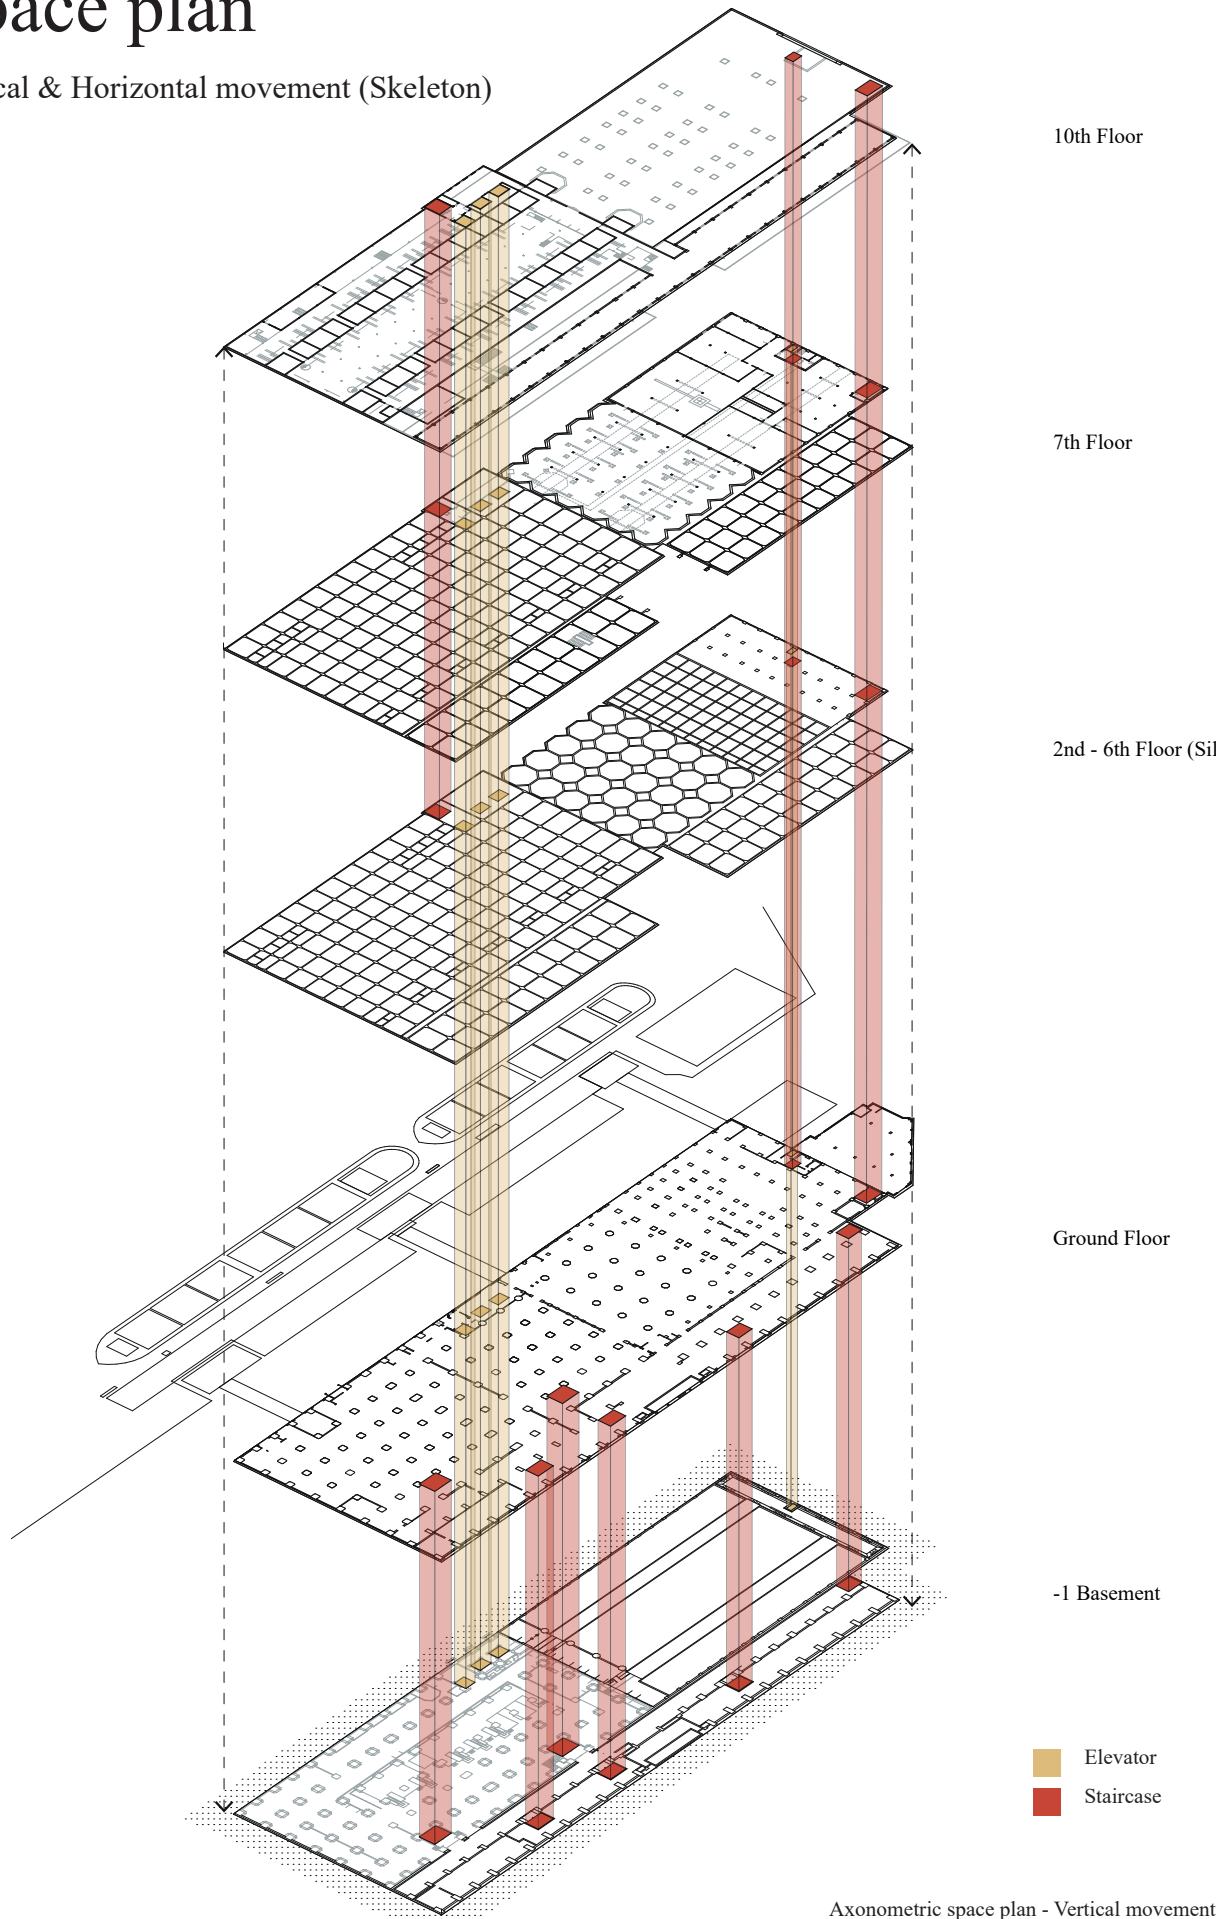 pace plan
cal & Horizontal movement (Skeleton)
10th Floor
7th Floor
2nd - 6th Floor (Sil
Ground Floor
-1 Basement
Elevator
Staircase
Axonometric space plan - Vertical movement